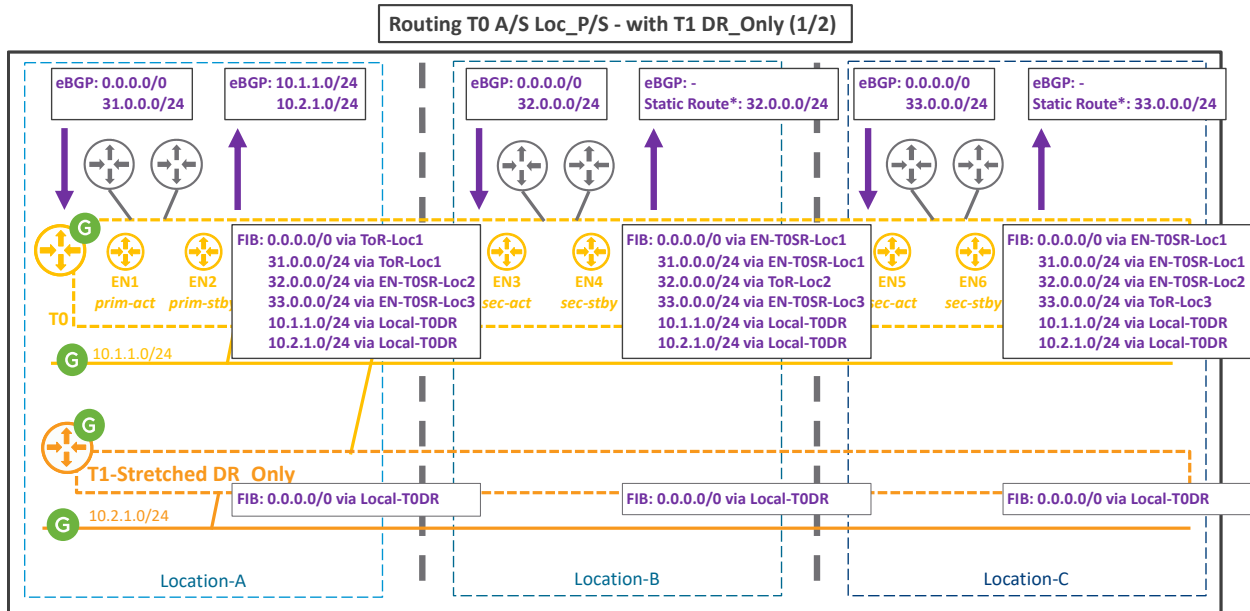 Routing T0 A/S Loc_P/S - with T1 DR_Only (1/2)
eBGP: 0.0.0.0/0
31.0.0.0/24
eBGP: 10.1.1.0/24
10.2.1.0/24
eBGP: 0.0.0.0/0
32.0.0.0/24
eBGP: -
Static Route*: 32.0.0.0/24
eBGP: 0.0.0.0/0
33.0.0.0/24
eBGP: -
Static Route*: 33.0.0.0/24
G
EN1
prim-act
EN2
prim-stby
T0
FIB: 0.0.0.0/0 via ToR-Loc1
31.0.0.0/24 via ToR-Loc1
32.0.0.0/24 via EN-T0SR-Loc2
33.0.0.0/24 via EN-T0SR-Loc3
10.1.1.0/24 via Local-T0DR
10.2.1.0/24 via Local-T0DR
EN3
sec-act
EN4
sec-stby
FIB: 0.0.0.0/0 via EN-T0SR-Loc1
31.0.0.0/24 via EN-T0SR-Loc1
32.0.0.0/24 via ToR-Loc2
33.0.0.0/24 via EN-T0SR-Loc3
10.1.1.0/24 via Local-T0DR
10.2.1.0/24 via Local-T0DR
EN5
sec-act
EN6
sec-stby
FIB: 0.0.0.0/0 via EN-T0SR-Loc1
31.0.0.0/24 via EN-T0SR-Loc1
32.0.0.0/24 via EN-T0SR-Loc2
33.0.0.0/24 via ToR-Loc3
10.1.1.0/24 via Local-T0DR
10.2.1.0/24 via Local-T0DR
G
10.1.1.0/24
G
T1-Stretched DR_Only
FIB: 0.0.0.0/0 via Local-T0DR
FIB: 0.0.0.0/0 via Local-T0DR
FIB: 0.0.0.0/0 via Local-T0DR
G
10.2.1.0/24
Location-A
Location-B
Location-C